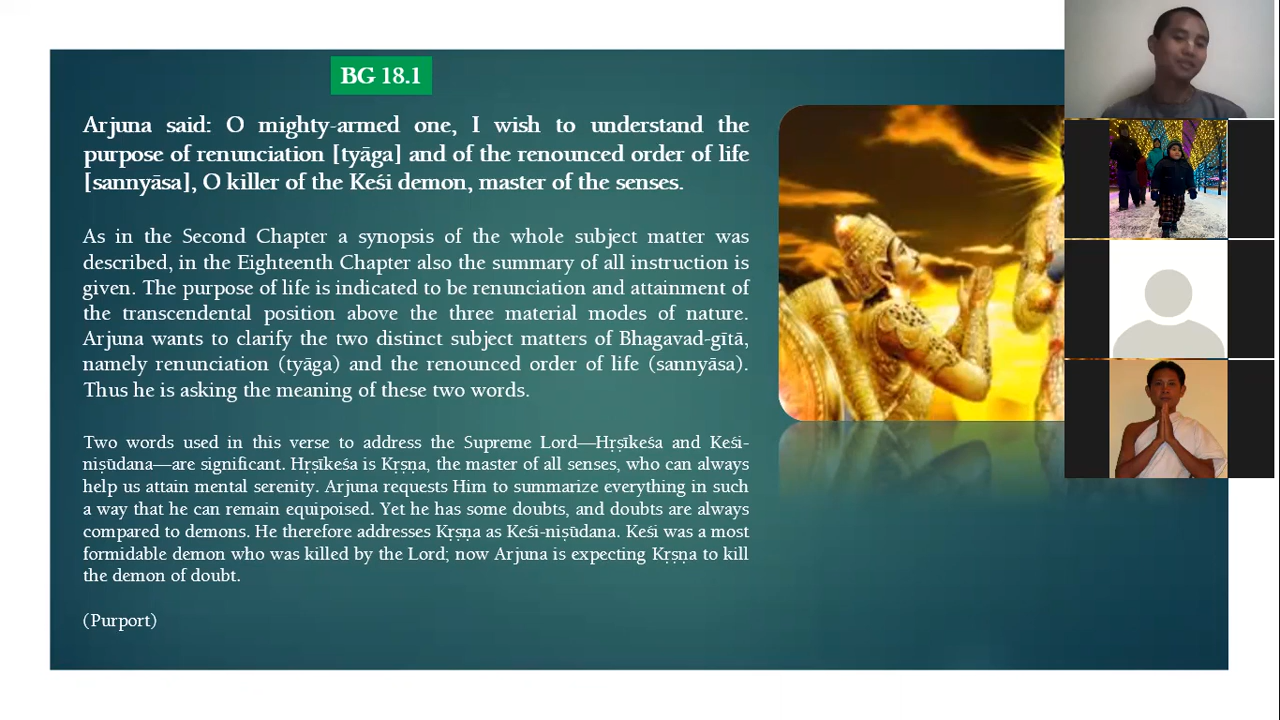 BG 18.1
Arjuna said: O mighty-armed one, I wish to understand the
purpose of renunciation [tyāga] and of the renounced order of life
[sannyāsa], O killer of the Keśi demon, master of the senses.
As in the Second Chapter a synopsis of the whole subject matter was
described, in the Eighteenth Chapter also the summary of all instruction is
given. The purpose of life is indicated to be renunciation and attainment of
the transcendental position above the three material modes of nature.
Arjuna wants to clarify the two distinct subject matters of Bhagavad-gītā,
namely renunciation (tyāga) and the renounced order of life (sannyāsa).
Thus he is asking the meaning of these two words.
Two words used in this verse to address the Supreme Lord—Hṛṣīkeśa and Keśi-
niṣūdana—are significant. Hṛṣīkeśa is Kṛṣṇa, the master of all senses, who can always
help us attain mental serenity. Arjuna requests Him to summarize everything in such
a way that he can remain equipoised. Yet he has some doubts, and doubts are always
compared to demons. He therefore addresses Kṛṣṇa as Keśi-niṣūdana. Keśi was a most
formidable demon who was killed by the Lord; now Arjuna is expecting Kṛṣṇa to kill
the demon of doubt.
(Purport)